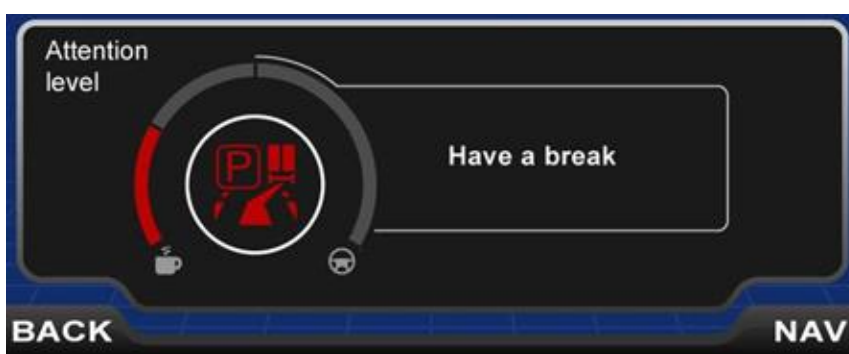 Attention
level
P
Have a break
BACK
NAV